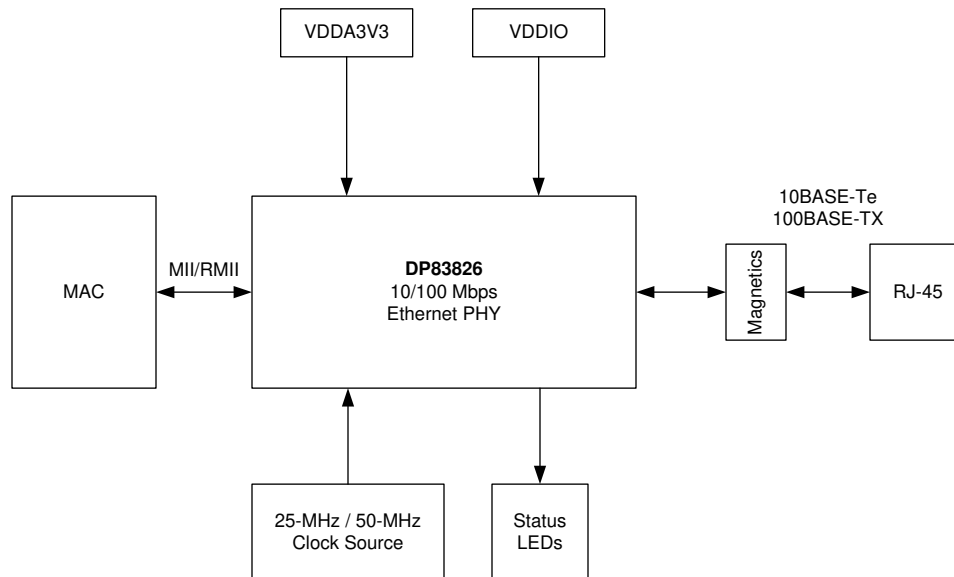 VDDA3V3
VDDIO
10BASE-Te
100BASE-TX
MAC
MII/RMII
DP83826
10/100 Mbps
Ethernet PHY
Magnetics
RJ-45
25-MHz / 50-MHz
Clock Source
Status
LEDs